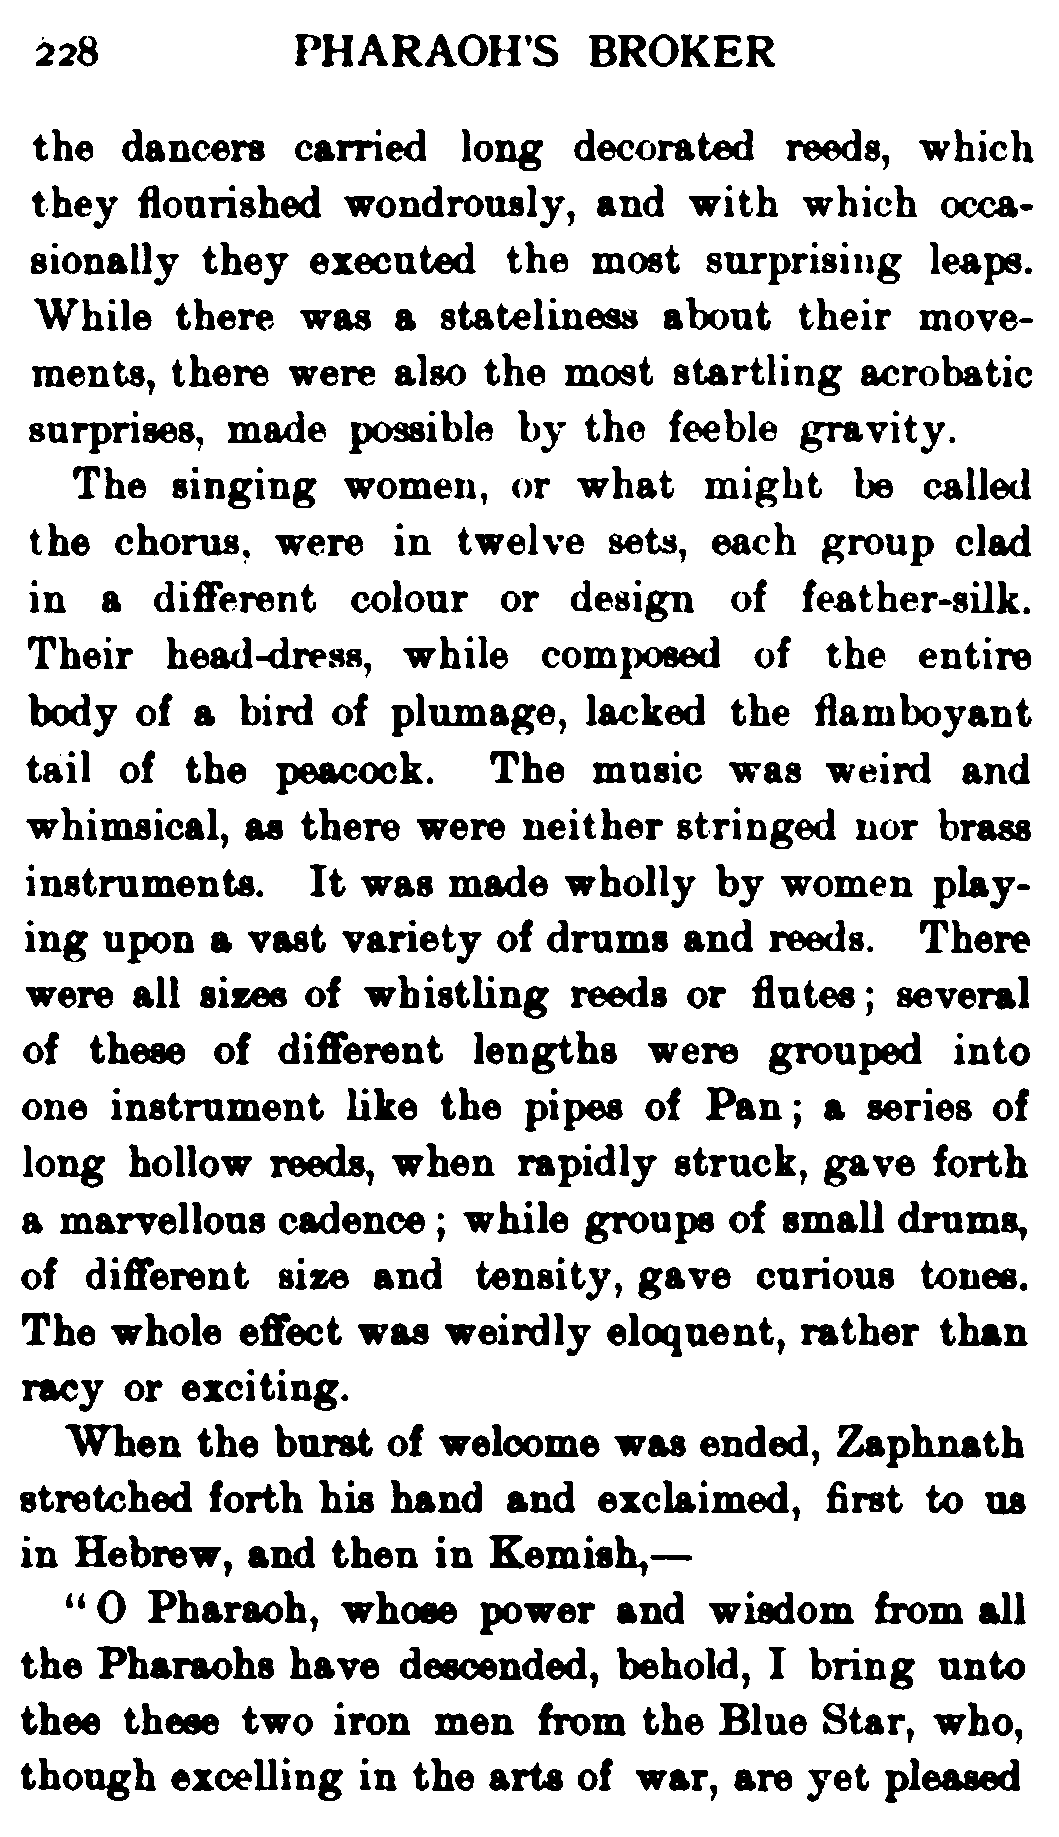 228 PHARAOH'S BROKER
the dancers carried long decorated reeds, which
they flourished wondrously, and with which occa-
sionally they executed the most surprising leaps.
While there was a stateliness about their move-
ments, there were also the most startling acrobatic
surprises, made possible by the feeble gravity.
The singing women, or what might be called
the chorus, were in twelve sets, each group clad
in a different colour or design of feather-silk.
Their head-dress, while composed of the entire
body of a bird of plumage, lacked the flamboyant
tail of the peacock. The music was weird and
whimsical, as there were neither stringed nor brass
instruments. It was made wholly by women play-
ing upon a vast variety of drums and reeds. There
were all sizes of whistling reeds or flutes; several
of these of different lengths were grouped into
one instrument like the pipes of Pan; a series of
long hollow reeds, when rapidly struck, gave forth
a marvellous cadence; while groups of small drums,
of different size and tensity, gave curious tones.
The whole effect was weirdly eloquent, rather than
racy or exciting.
When the burst of welcome was ended, Zaphnath
stretched forth his hand and exclaimed, first to us
in Hebrew, and then in Kemish,—
"O Pharaoh, whose power and wisdom from all
the Pharaohs have descended, behold, I bring unto
thee these two iron men from the Blue Star, who,
though excelling in the arts of war, are yet pleased